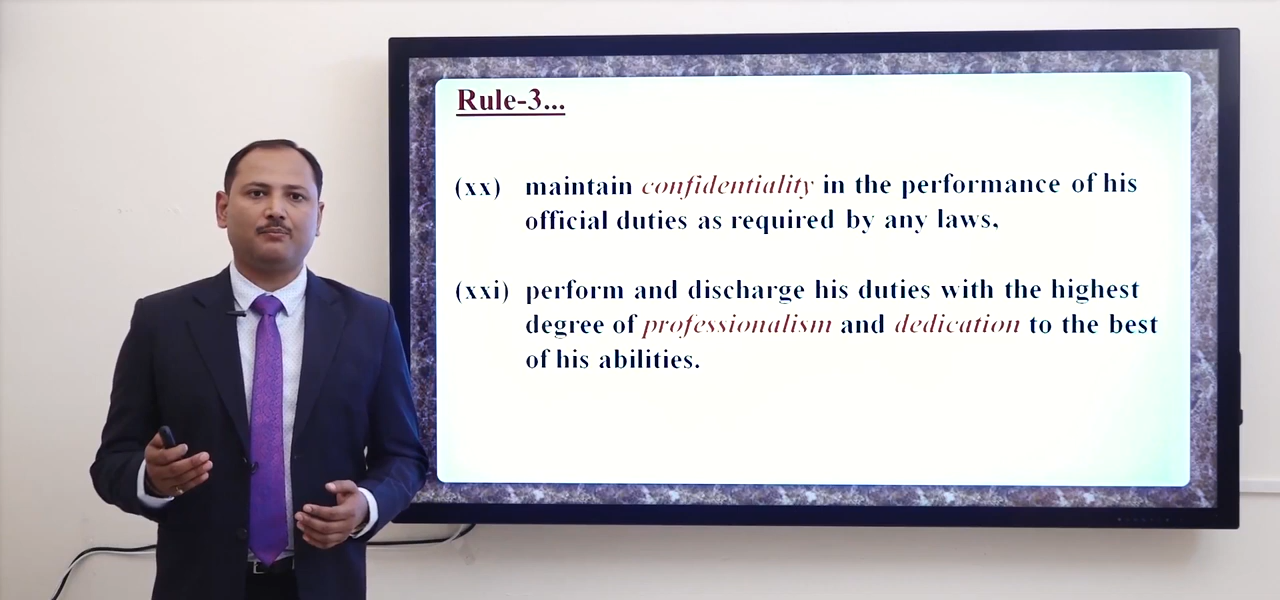 Rule-3...
(xx) maintain confidentiality in the performance of his
official duties as required by any laws,
(xxi) perform and discharge his duties with the highest
degree of professionalism and dedication to the best
of his abilities.